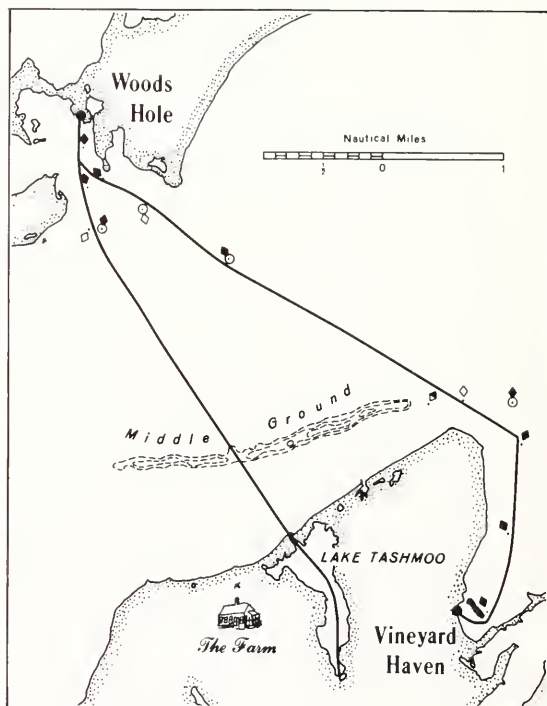 Woods
Hole
Nautical Miles
½ 0 1
Middle Ground
LAKE TASHMOO
The Farm
Vineyard
Haven